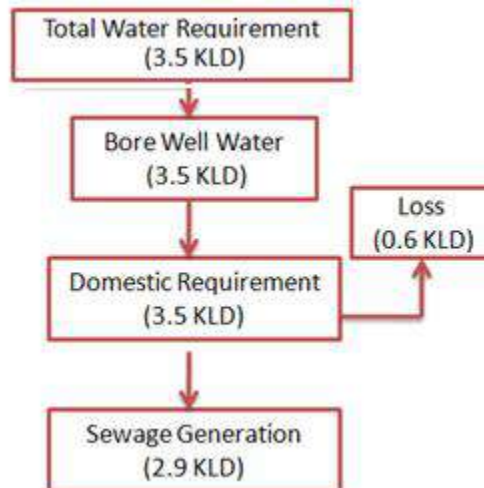 Total Water Requirement
(3.5 KLD)
Bore Well Water
(3.5 KLD)
Loss
(0.6 KLD)
Domestic Requirement
(3.5 KLD)
Sewage Generation
(2.9 KLD)